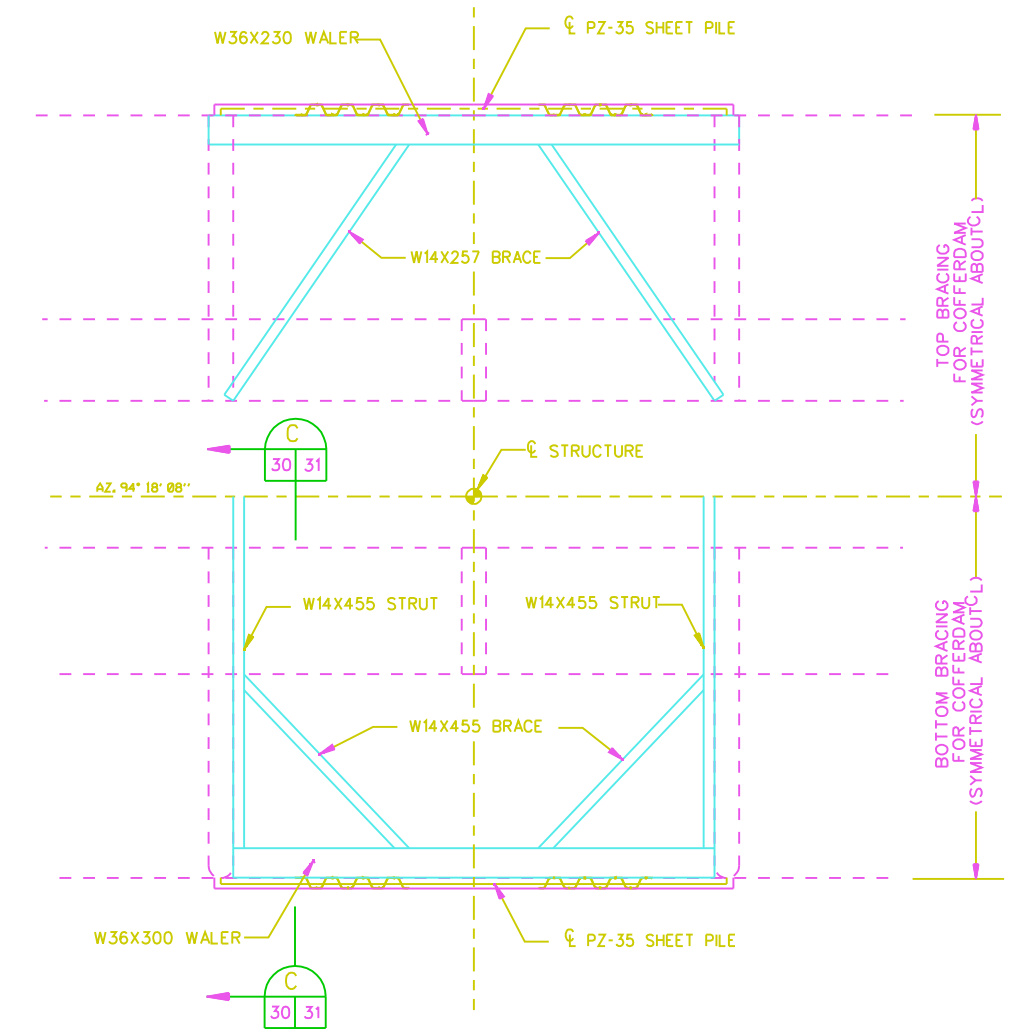 W36X230 WALER
℄ PZ-35 SHEET PILE
W14X257 BRACE
TOP BRACING
FOR COFFERDAM
(SYMMETRICAL ABOUT CL)
C
30 31
℄ STRUCTURE
AZ. 94° 18' 08''
W14X455 STRUT
W14X455 STRUT
W14X455 BRACE
BOTTOM BRACING
FOR COFFERDAM
(SYMMETRICAL ABOUT CL)
W36X300 WALER
℄ PZ-35 SHEET PILE
C
30 31